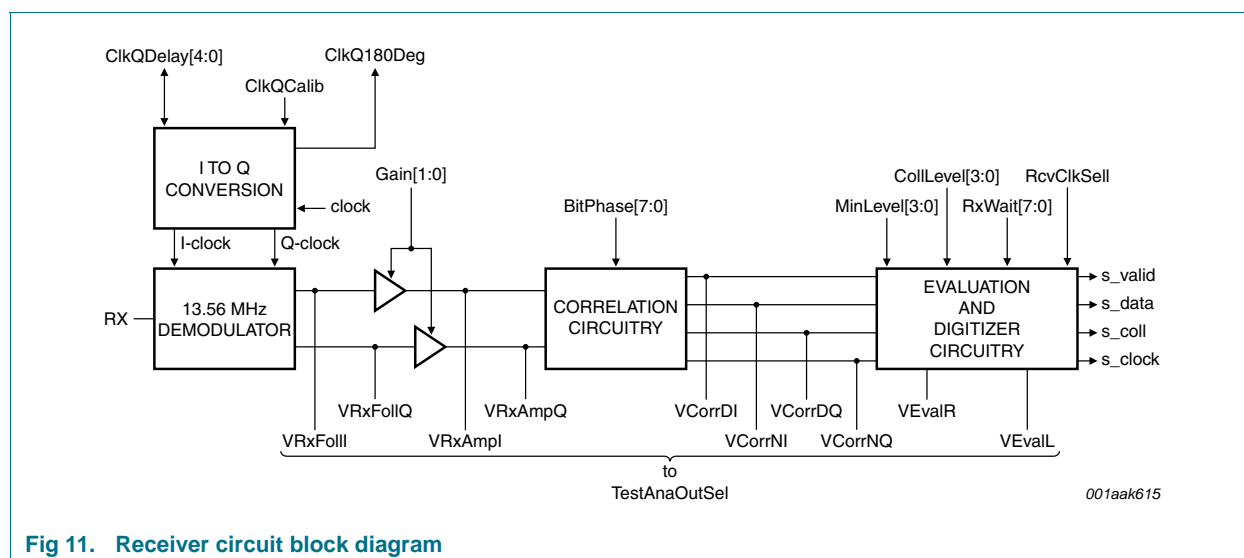 ClkQDelay[4:0]
ClkQ180Deg
ClkQCalib
I TO Q
CONVERSION
clock
I-clock
Q-clock
Gain[1:0]
BitPhase[7:0]
CollLevel[3:0]
RcvClkSelI
MinLevel[3:0]
RxWait[7:0]
RX
13.56 MHz
DEMODULATOR
CORRELATION
CIRCUITRY
EVALUATION
AND
DIGITIZER
CIRCUITRY
s_valid
s_data
s_coll
s_clock
VRxFollQ
VRxAmpQ
VCorrDI
VCorrDQ
VEvalR
VRxFollI
VRxAmpI
VCorrNI
VCorrNQ
VEvalL
to
TestAnaOutSel
001aak615
Fig 11. Receiver circuit block diagram